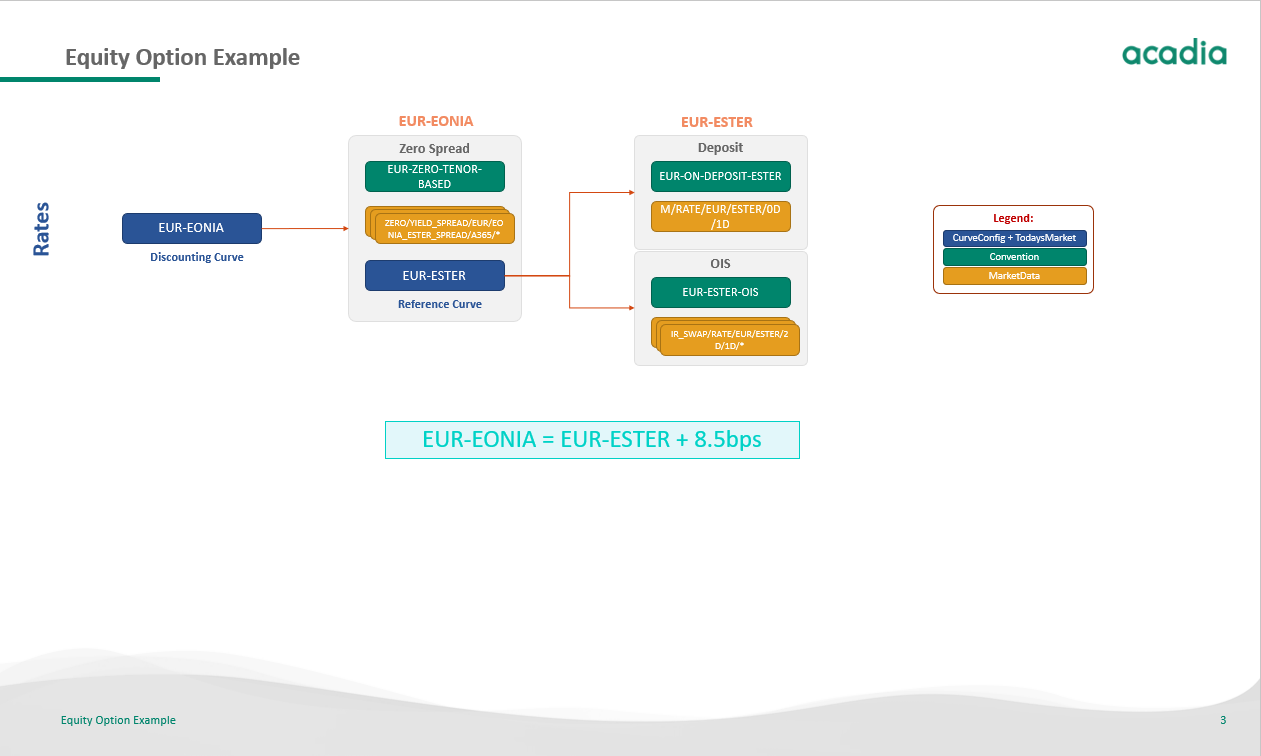 Equity Option Example
acadia
Rates
EUR-EONIA
Discounting Curve
EUR-EONIA
Zero Spread
EUR-ZERO-TENOR-
BASED
ZERO/YIELD_SPREAD/EUR/EO
NIA_ESTER_SPREAD/A365/*
EUR-ESTER
Reference Curve
EUR-ESTER
Deposit
EUR-ON-DEPOSIT-ESTER
M/RATE/EUR/ESTER/0D
/1D
OIS
EUR-ESTER-OIS
IR_SWAP/RATE/EUR/ESTER/2
D/1D/*
Legend:
CurveConfig + TodaysMarket
Convention
MarketData
EUR-EONIA = EUR-ESTER + 8.5bps
Equity Option Example
3